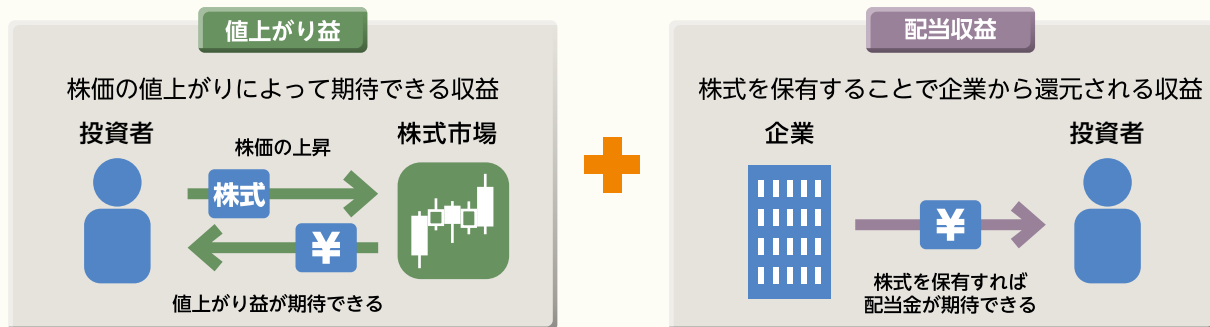 値上がり益
株価の値上がりによって期待できる収益
投資者
株価の上昇
株式市場
株式
¥
値上がり益が期待できる
配当収益
株式を保有することで企業から還元される収益
企業
投資者
¥
株式を保有すれば
配当金が期待できる